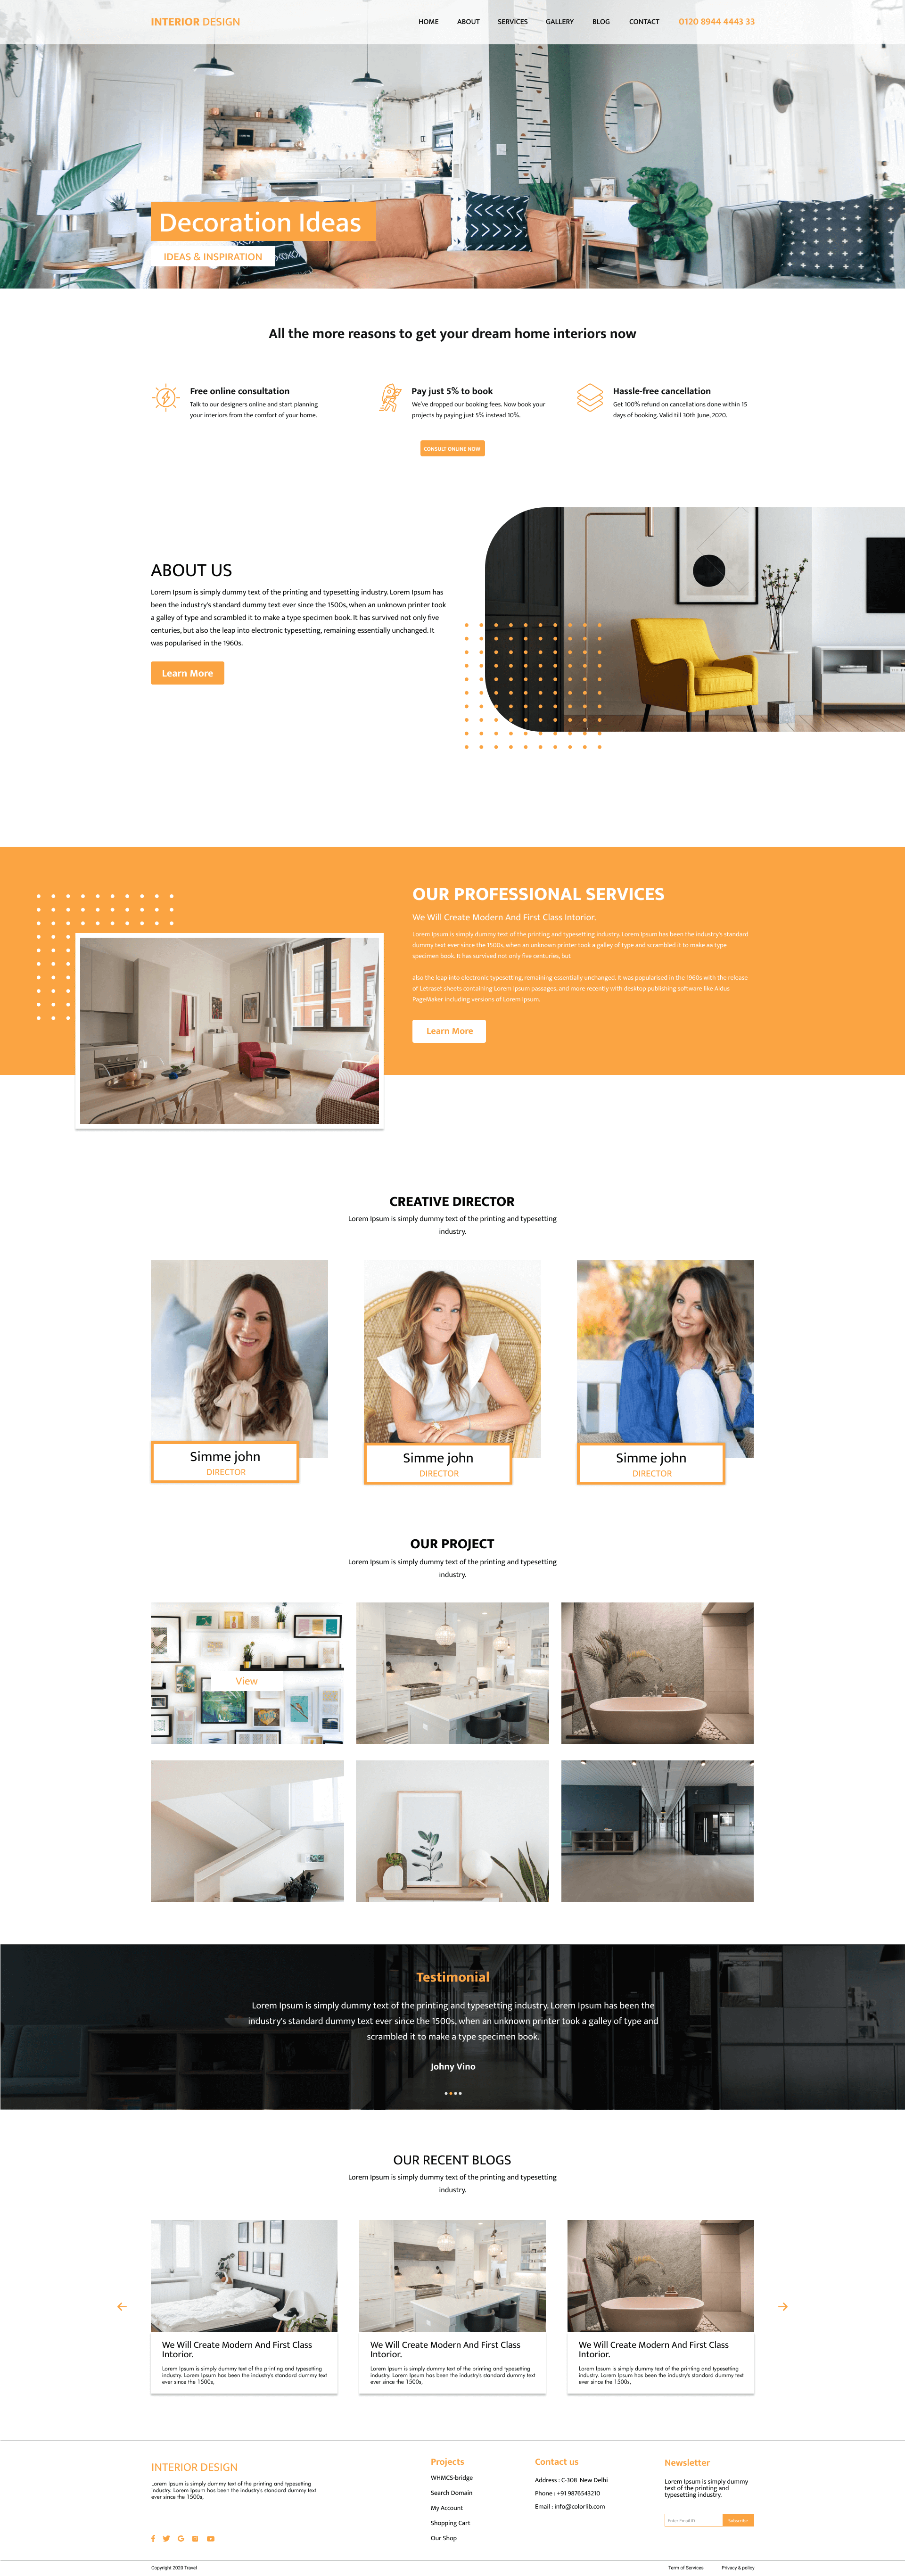 INTERIOR DESIGN
HOME ABOUT SERVICES GALLERY BLOG CONTACT 0120 8944 4443 33
Decoration Ideas
IDEAS & INSPIRATION
All the more reasons to get your dream home interiors now
Free online consultation
Talk to our designers online and start planning
your interiors from the comfort of your home.
Pay just 5% to book
We've dropped our booking fees. Now book your
projects by paying just 5% instead 10%.
Hassle-free cancellation
Get 100% refund on cancellations done within 15
days of booking. Valid till 30th June, 2020.
CONSULT ONLINE NOW
ABOUT US
Lorem Ipsum is simply dummy text of the printing and typesetting industry. Lorem Ipsum has
been the industry's standard dummy text ever since the 1500s, when an unknown printer took
a galley of type and scrambled it to make a type specimen book. It has survived not only five
centuries, but also the leap into electronic typesetting, remaining essentially unchanged. It
was popularised in the 1960s.
Learn More
OUR PROFESSIONAL SERVICES
We Will Create Modern And First Class Intorior.
Lorem Ipsum is simply dummy text of the printing and typesetting industry. Lorem Ipsum has been the industry's standard
dummy text ever since the 1500s, when an unknown printer took a galley of type and scrambled it to make aa type
specimen book. It has survived not only five centuries, but
also the leap into electronic typesetting, remaining essentially unchanged. It was popularised in the 1960s with the release
of Letraset sheets containing Lorem Ipsum passages, and more recently with desktop publishing software like Aldus
PageMaker including versions of Lorem Ipsum.
Learn More
CREATIVE DIRECTOR
Lorem Ipsum is simply dummy text of the printing and typesetting
industry.
Simme john
DIRECTOR
Simme john
DIRECTOR
Simme john
DIRECTOR
OUR PROJECT
Lorem Ipsum is simply dummy text of the printing and typesetting
industry.
View
Testimonial
Lorem Ipsum is simply dummy text of the printing and typesetting industry. Lorem Ipsum has been the
industry's standard dummy text ever since the 1500s, when an unknown printer took a galley of type and
scrambled it to make a type specimen book.
Johny Vino
OUR RECENT BLOGS
Lorem Ipsum is simply dummy text of the printing and typesetting
industry.
We Will Create Modern And First Class
Intorior.
Lorem Ipsum is simply dummy text of the printing and typesetting
industry. Lorem Ipsum has been the industry's standard dummy text
ever since the 1500s,
We Will Create Modern And First Class
Intorior.
Lorem Ipsum is simply dummy text of the printing and typesetting
industry. Lorem Ipsum has been the industry's standard dummy text
ever since the 1500s,
We Will Create Modern And First Class
Intorior.
Lorem Ipsum is simply dummy text of the printing and typesetting
industry. Lorem Ipsum has been the industry's standard dummy text
ever since the 1500s,
INTERIOR DESIGN
Lorem Ipsum is simply dummy text of the printing and typesetting
industry. Lorem Ipsum has been the industry's standard dummy text
ever since the 1500s,
Projects
WHMCS-bridge
Search Domain
My Account
Shopping Cart
Our Shop
Contact us
Address : C-308 New Delhi
Phone : +91 9876543210
Email : info@colorlib.com
Newsletter
Lorem Ipsum is simply dummy
text of the printing and
typesetting industry.
Enter Email ID
Subscribe
Copyright 2020 Travel
Term of Services Privacy & policy